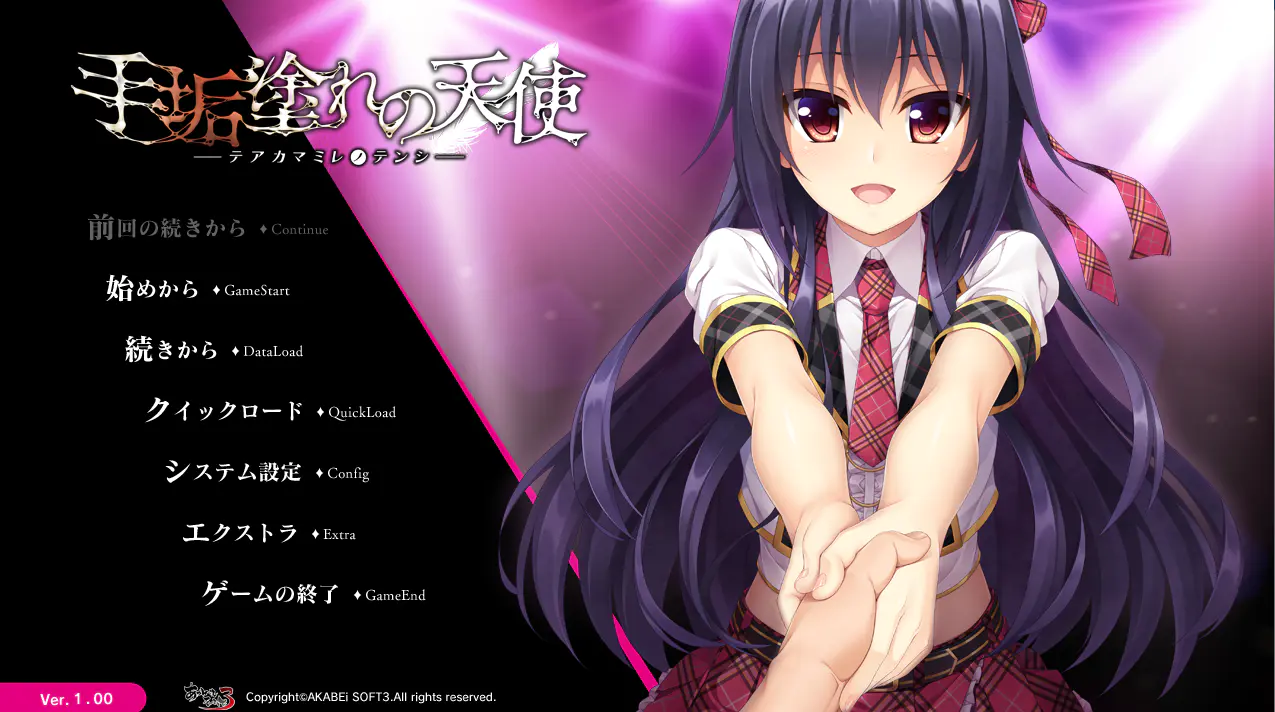 手垢塗れの天使
テアカマミレノテンシ
前回の続きから ♦Continue
始めから ♦GameStart
続きから ♦DataLoad
クイックロード ♦QuickLoad
システム設定 ♦Config
エクストラ ♦Extra
ゲームの終了 ♦GameEnd
Ver. 1.00
Copyright©AKABEi SOFT3.All rights reserved.